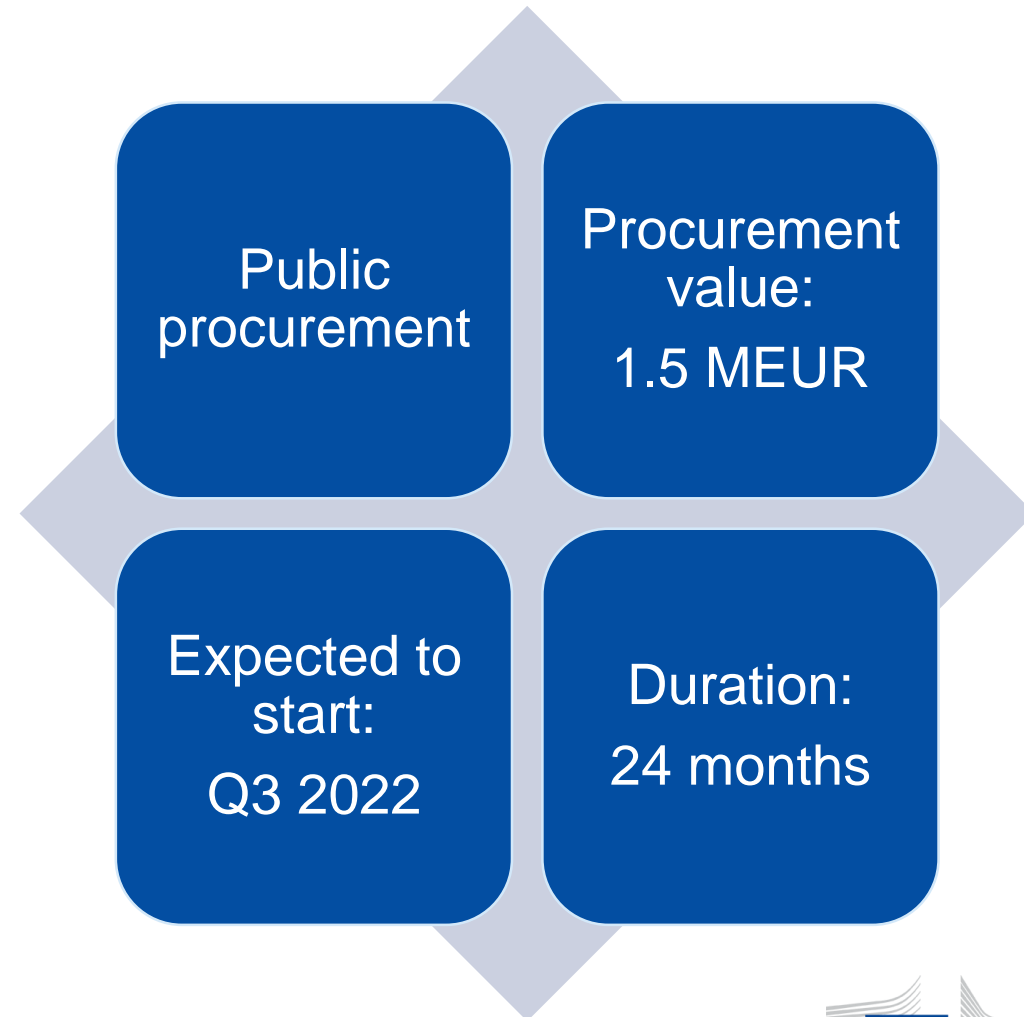 Public
procurement
Procurement
value:
1.5 MEUR
Expected to
start:
Q3 2022
Duration:
24 months